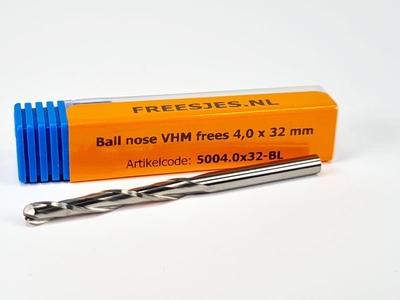 FREESJES.NL
Ball nose VHM frees 4,0 x 32 mm
Artikelcode: 5004.0x32-BL